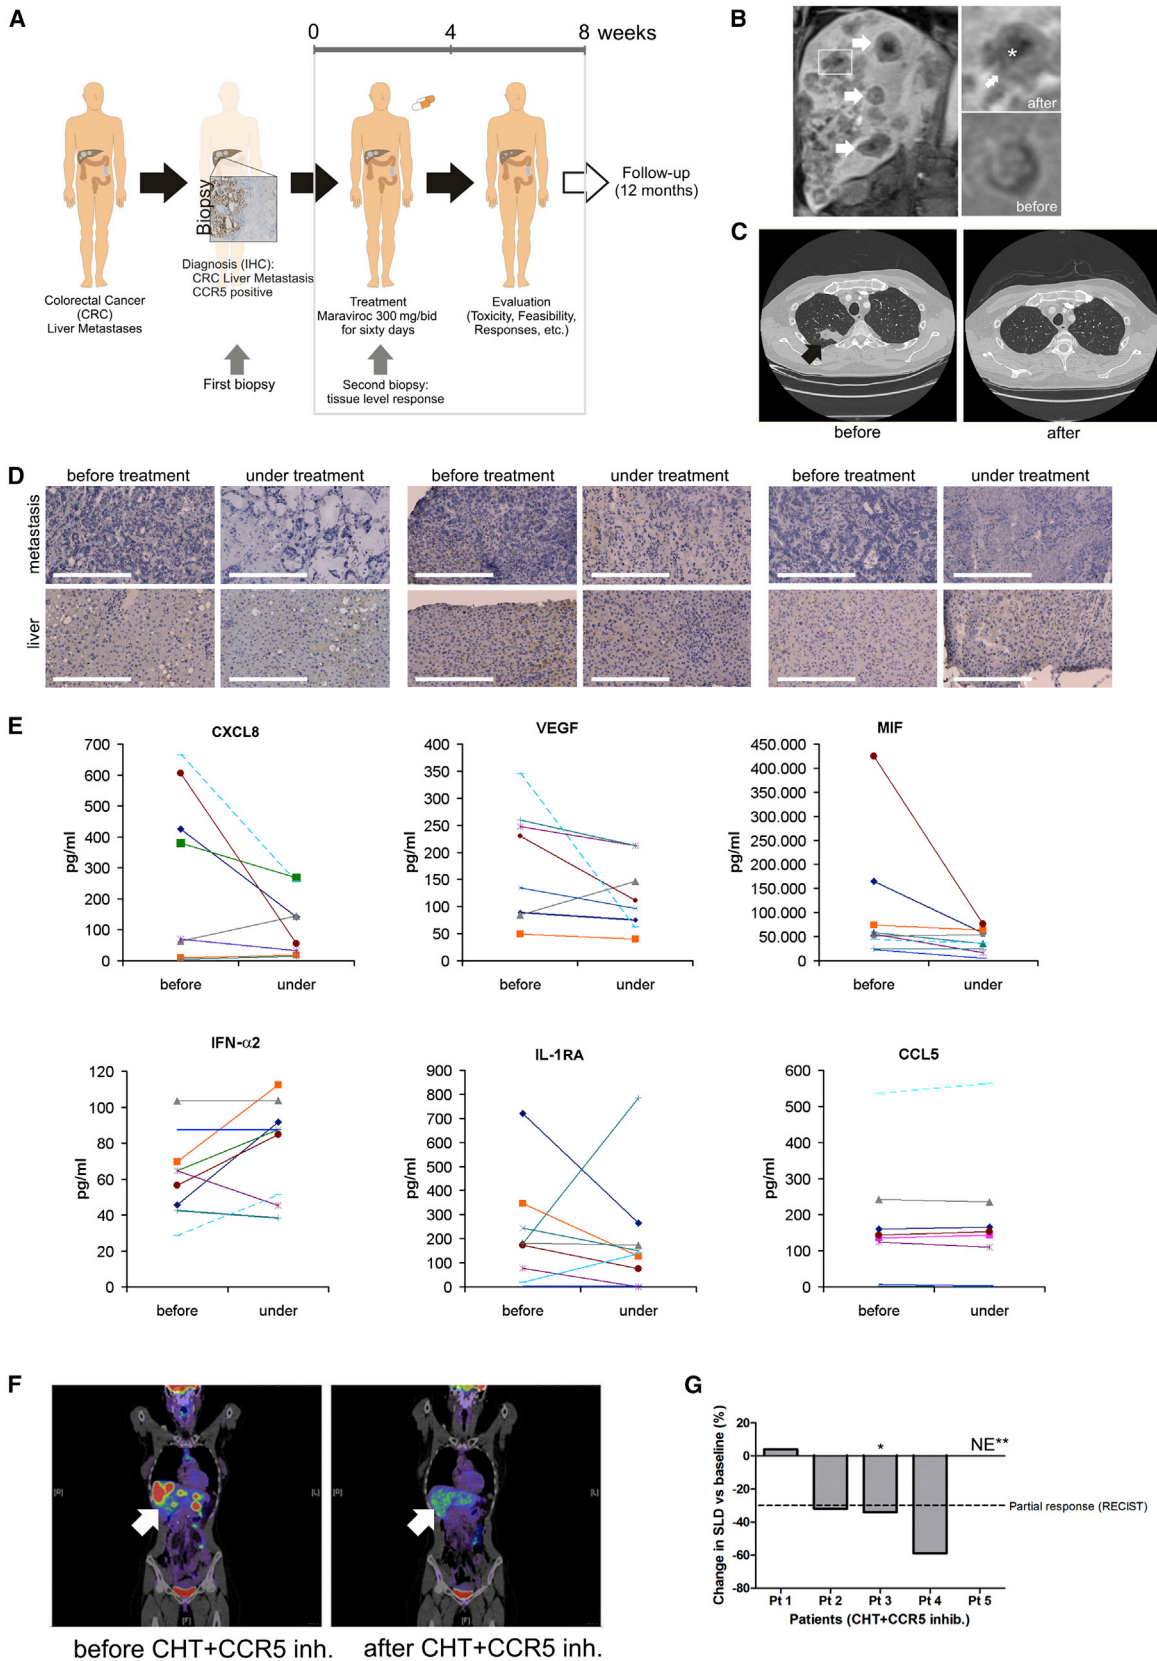 A
0 4 8 weeks
Biopsy
Diagnosis (IHC):
CRC Liver Metastasis
CCR5 positive
Colorectal Cancer
(CRC)
Liver Metastases
Treatment
Maraviroc 300 mg/bid
for sixty days
Evaluation
(Toxicity, Feasibility,
Responses, etc.)
Follow-up
(12 months)
First biopsy
Second biopsy:
tissue level response
B
*
after
before
C
before after
D
before treatment under treatment before treatment under treatment before treatment under treatment
metastasis
liver
E
CXCL8
pg/ml
700
600
500
400
300
200
100
0
before under
VEGF
pg/ml
400
350
300
250
200
150
100
50
0
before under
MIF
pg/ml
450.000
400.000
350.000
300.000
250.000
200.000
150.000
100.000
50.000
0
before under
IFN-α2
pg/ml
120
100
80
60
40
20
0
before under
IL-1RA
pg/ml
900
800
700
600
500
400
300
200
100
0
before under
CCL5
pg/ml
600
500
400
300
200
100
0
before under
F
[R] [L] [F]
[R] [L] [F]
before CHT+CCR5 inh. after CHT+CCR5 inh.
G
Change in SLD vs baseline (%)
20
0
-20
-40
-60
-80
*
NE**
Partial response (RECIST)
Pt 1 Pt 2 Pt 3 Pt 4 Pt 5
Patients (CHT+CCR5 inhib.)